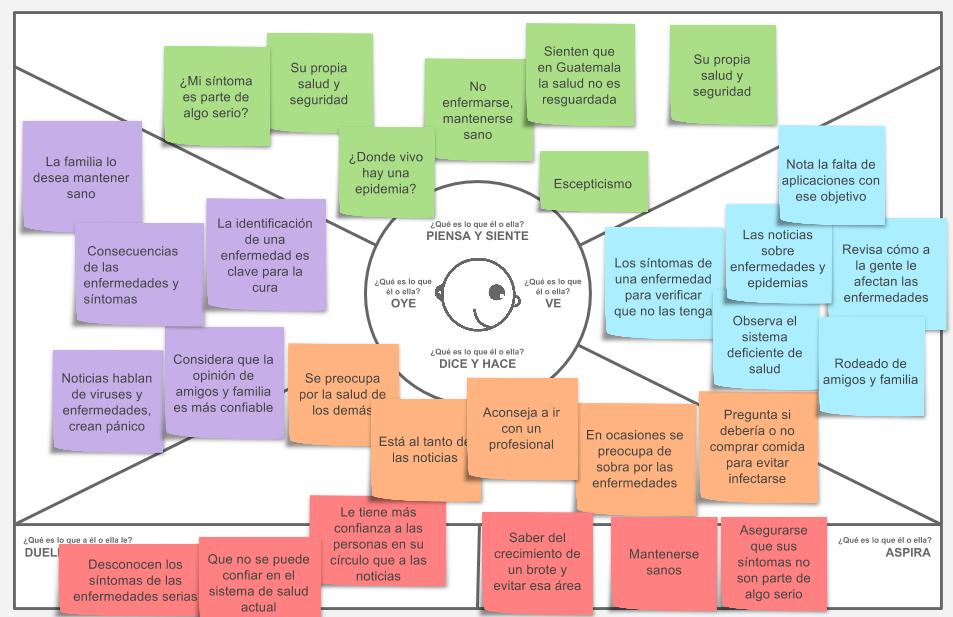 ¿Mi síntoma
es parte de
algo serio?
Su propia
salud y
seguridad
No
enfermarse,
mantenerse
sano
Sienten que
en Guatemala
la salud no es
resguardada
Su propia
salud y
seguridad
¿Donde vivo
hay una
epidemia?
Escepticismo
La familia lo
desea mantener
sano
Consecuencias
de las
enfermedades y
síntomas
La identificación
de una
enfermedad es
clave para la
cura
Noticias hablan
de viruses y
enfermedades,
crean pánico
Considera que la
opinión de
amigos y familia
es más confiable
¿Qué es lo que él o ella?
PIENSA Y SIENTE
¿Qué es lo que
él o ella?
OYE
¿Qué es lo que
él o ella?
VE
¿Qué es lo que él o ella?
DICE Y HACE
Nota la falta de
aplicaciones con
ese objetivo
Los síntomas de
una enfermedad
para verificar
que no las tenga
Las noticias
sobre
enfermedades y
epidemias
Revisa cómo a
la gente le
afectan las
enfermedades
Observa el
sistema
deficiente de
salud
Rodeado de
amigos y familia
Se preocupa
por la salud de
los demás
Está al tanto de
las noticias
Aconseja a ir
con un
profesional
En ocasiones se
preocupa de
sobra por las
enfermedades
Pregunta si
debería o no
comprar comida
para evitar
infectarse
¿Qué es lo que a él o ella le?
Desconocen los
síntomas de las
enfermedades serias
Que no se puede
confiar en el
sistema de salud
actual
Le tiene más
confianza a las
personas en su
círculo que a las
noticias
Saber del
crecimiento de
un brote y
evitar esa área
Mantenerse
sanos
Asegurarse
que sus
síntomas no
son parte de
algo serio
¿Qué es lo que él o ella?
ASPIRA